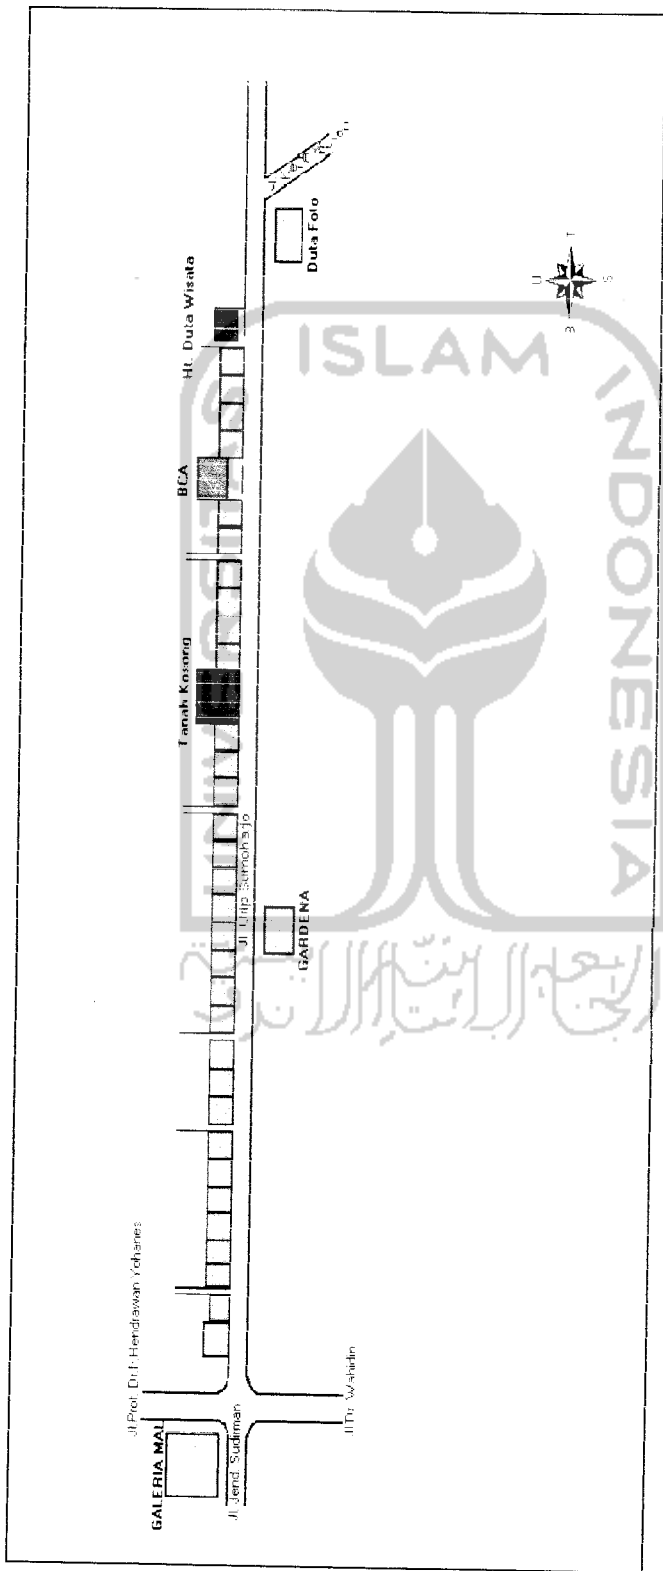 Duta Foto
Ht. Duta Wisata
BCA
Tanah Kosong
Jl. Urip Sumoharjo
GARDENA
Jl.Prof. Dr.Ir.Hendrawan Yohanes
Jl.Dr. Wahidin
GALERIA MAL
Jl. Jend. Sudirman
U
T
S
B
ISLAM
INDONESIA
UNIVERSITAS